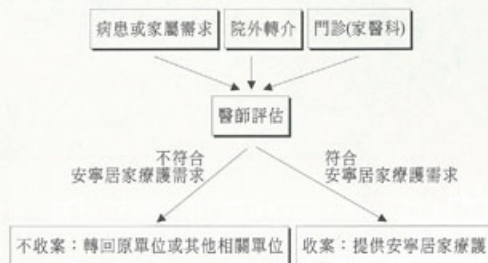 病患或家屬需求
院外轉介
門診(家醫科)
醫師評估
不符合
安寧居家療護需求
符合
安寧居家療護需求
不收案：轉回原單位或其他相關單位
收案：提供安寧居家療護